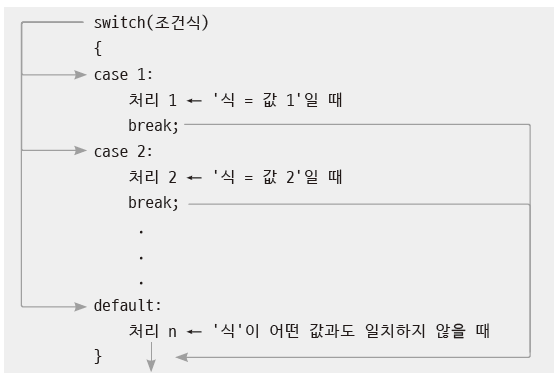 switch(조건식)
{
case 1:
처리 1 ← '식 = 값 1'일 때
break;
case 2:
처리 2 ← '식 = 값 2'일 때
break;
.
.
.
default:
처리 n ← '식'이 어떤 값과도 일치하지 않을 때
}